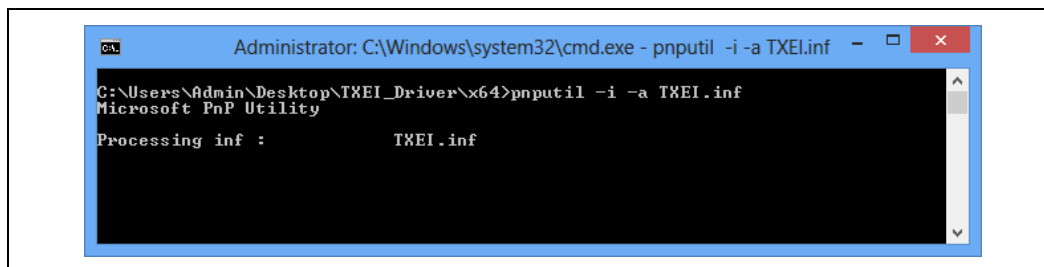 Administrator: C:\Windows\system32\cmd.exe - pnputil -i -a TXEI.inf
C:\Users\Admin\Desktop\TXEI_Driver\x64>pnputil -i -a TXEI.inf
Microsoft PnP Utility
Processing inf : TXEI.inf